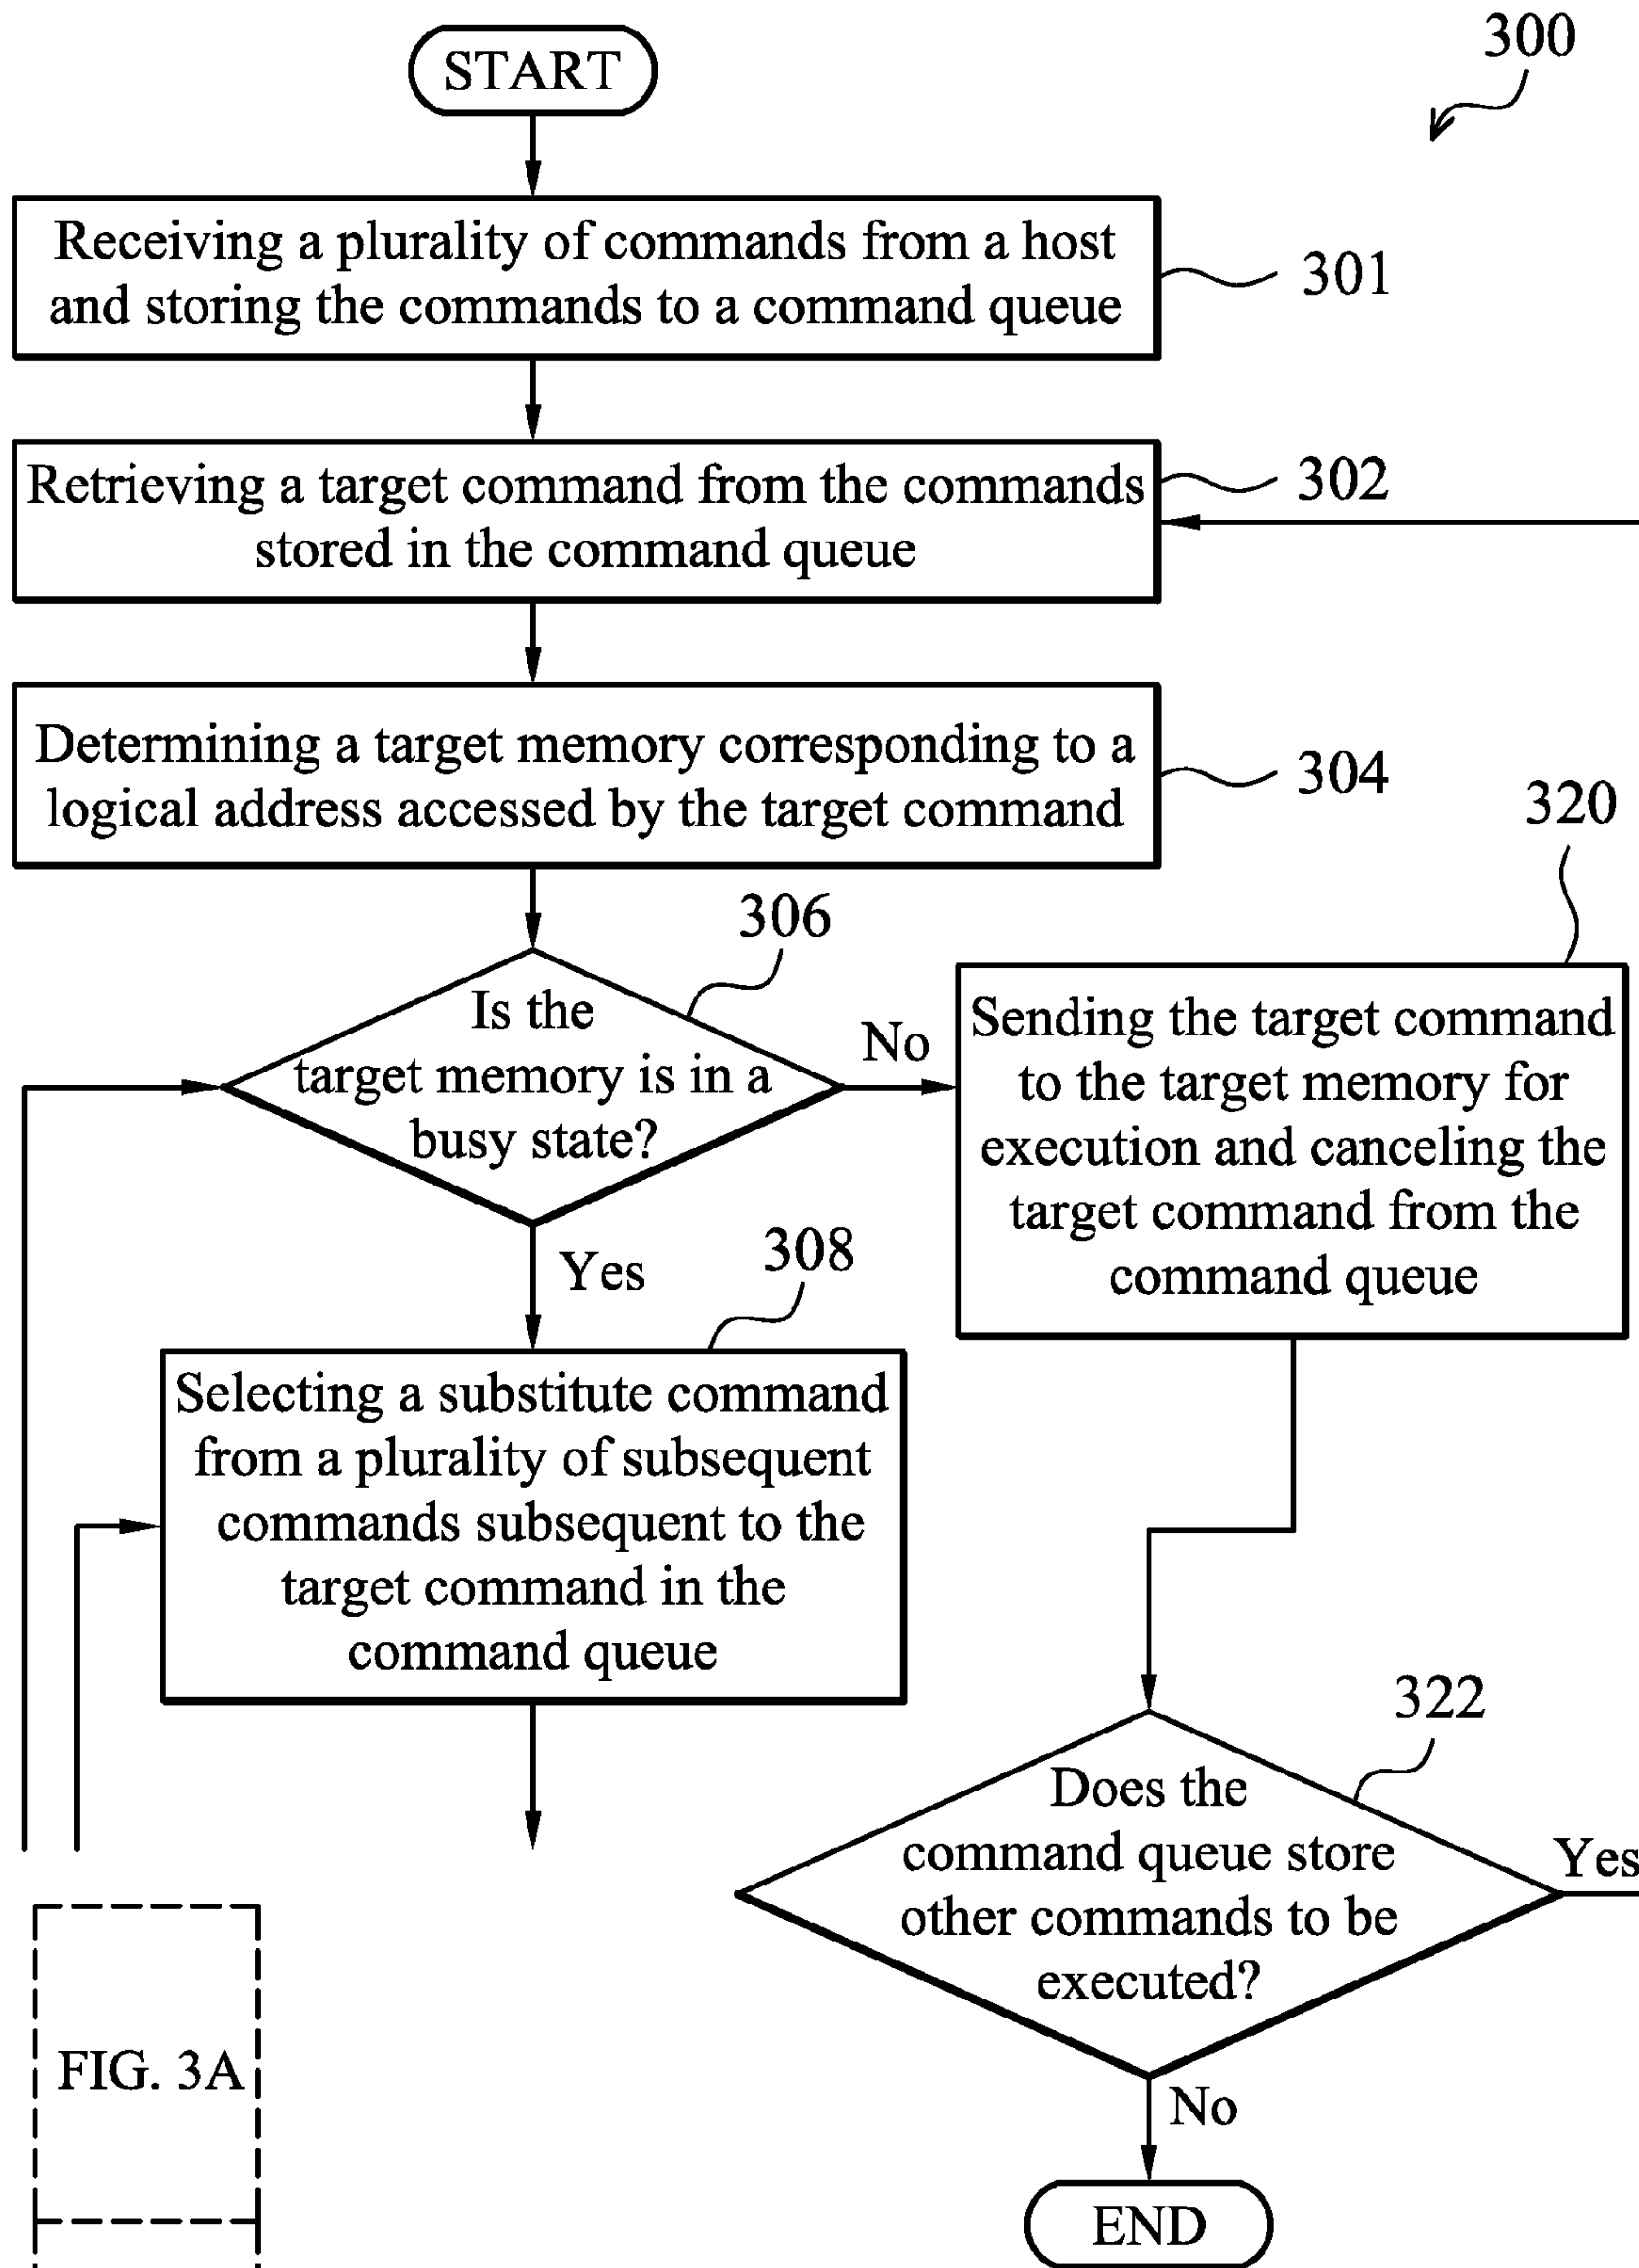 START
300
Receiving a plurality of commands from a host
and storing the commands to a command queue
301
Retrieving a target command from the commands
stored in the command queue
302
Determining a target memory corresponding to a
logical address accessed by the target command
304
306
Is the
target memory is in a
busy state?
No
Yes
320
Sending the target command
to the target memory for
execution and canceling the
target command from the
command queue
308
Selecting a substitute command
from a plurality of subsequent
commands subsequent to the
target command in the
command queue
322
Does the
command queue store
other commands to be
executed?
Yes
No
END
FIG. 3A